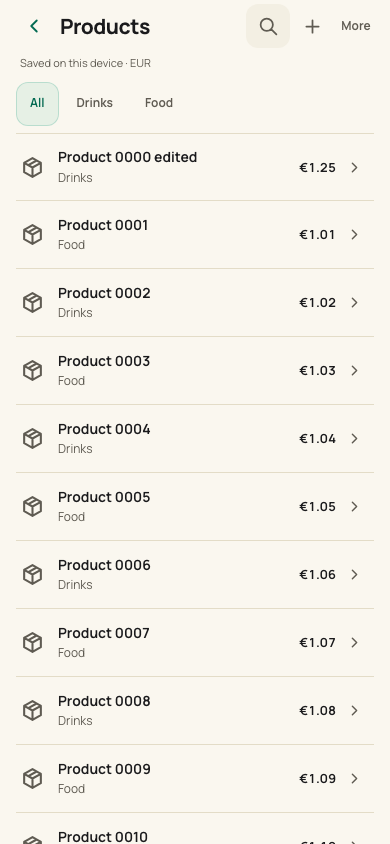 Products
More
Saved on this device · EUR
All Drinks Food
Product 0000 edited
Drinks
€1.25
Product 0001
Food
€1.01
Product 0002
Drinks
€1.02
Product 0003
Food
€1.03
Product 0004
Drinks
€1.04
Product 0005
Food
€1.05
Product 0006
Drinks
€1.06
Product 0007
Food
€1.07
Product 0008
Drinks
€1.08
Product 0009
Food
€1.09
Product 0010